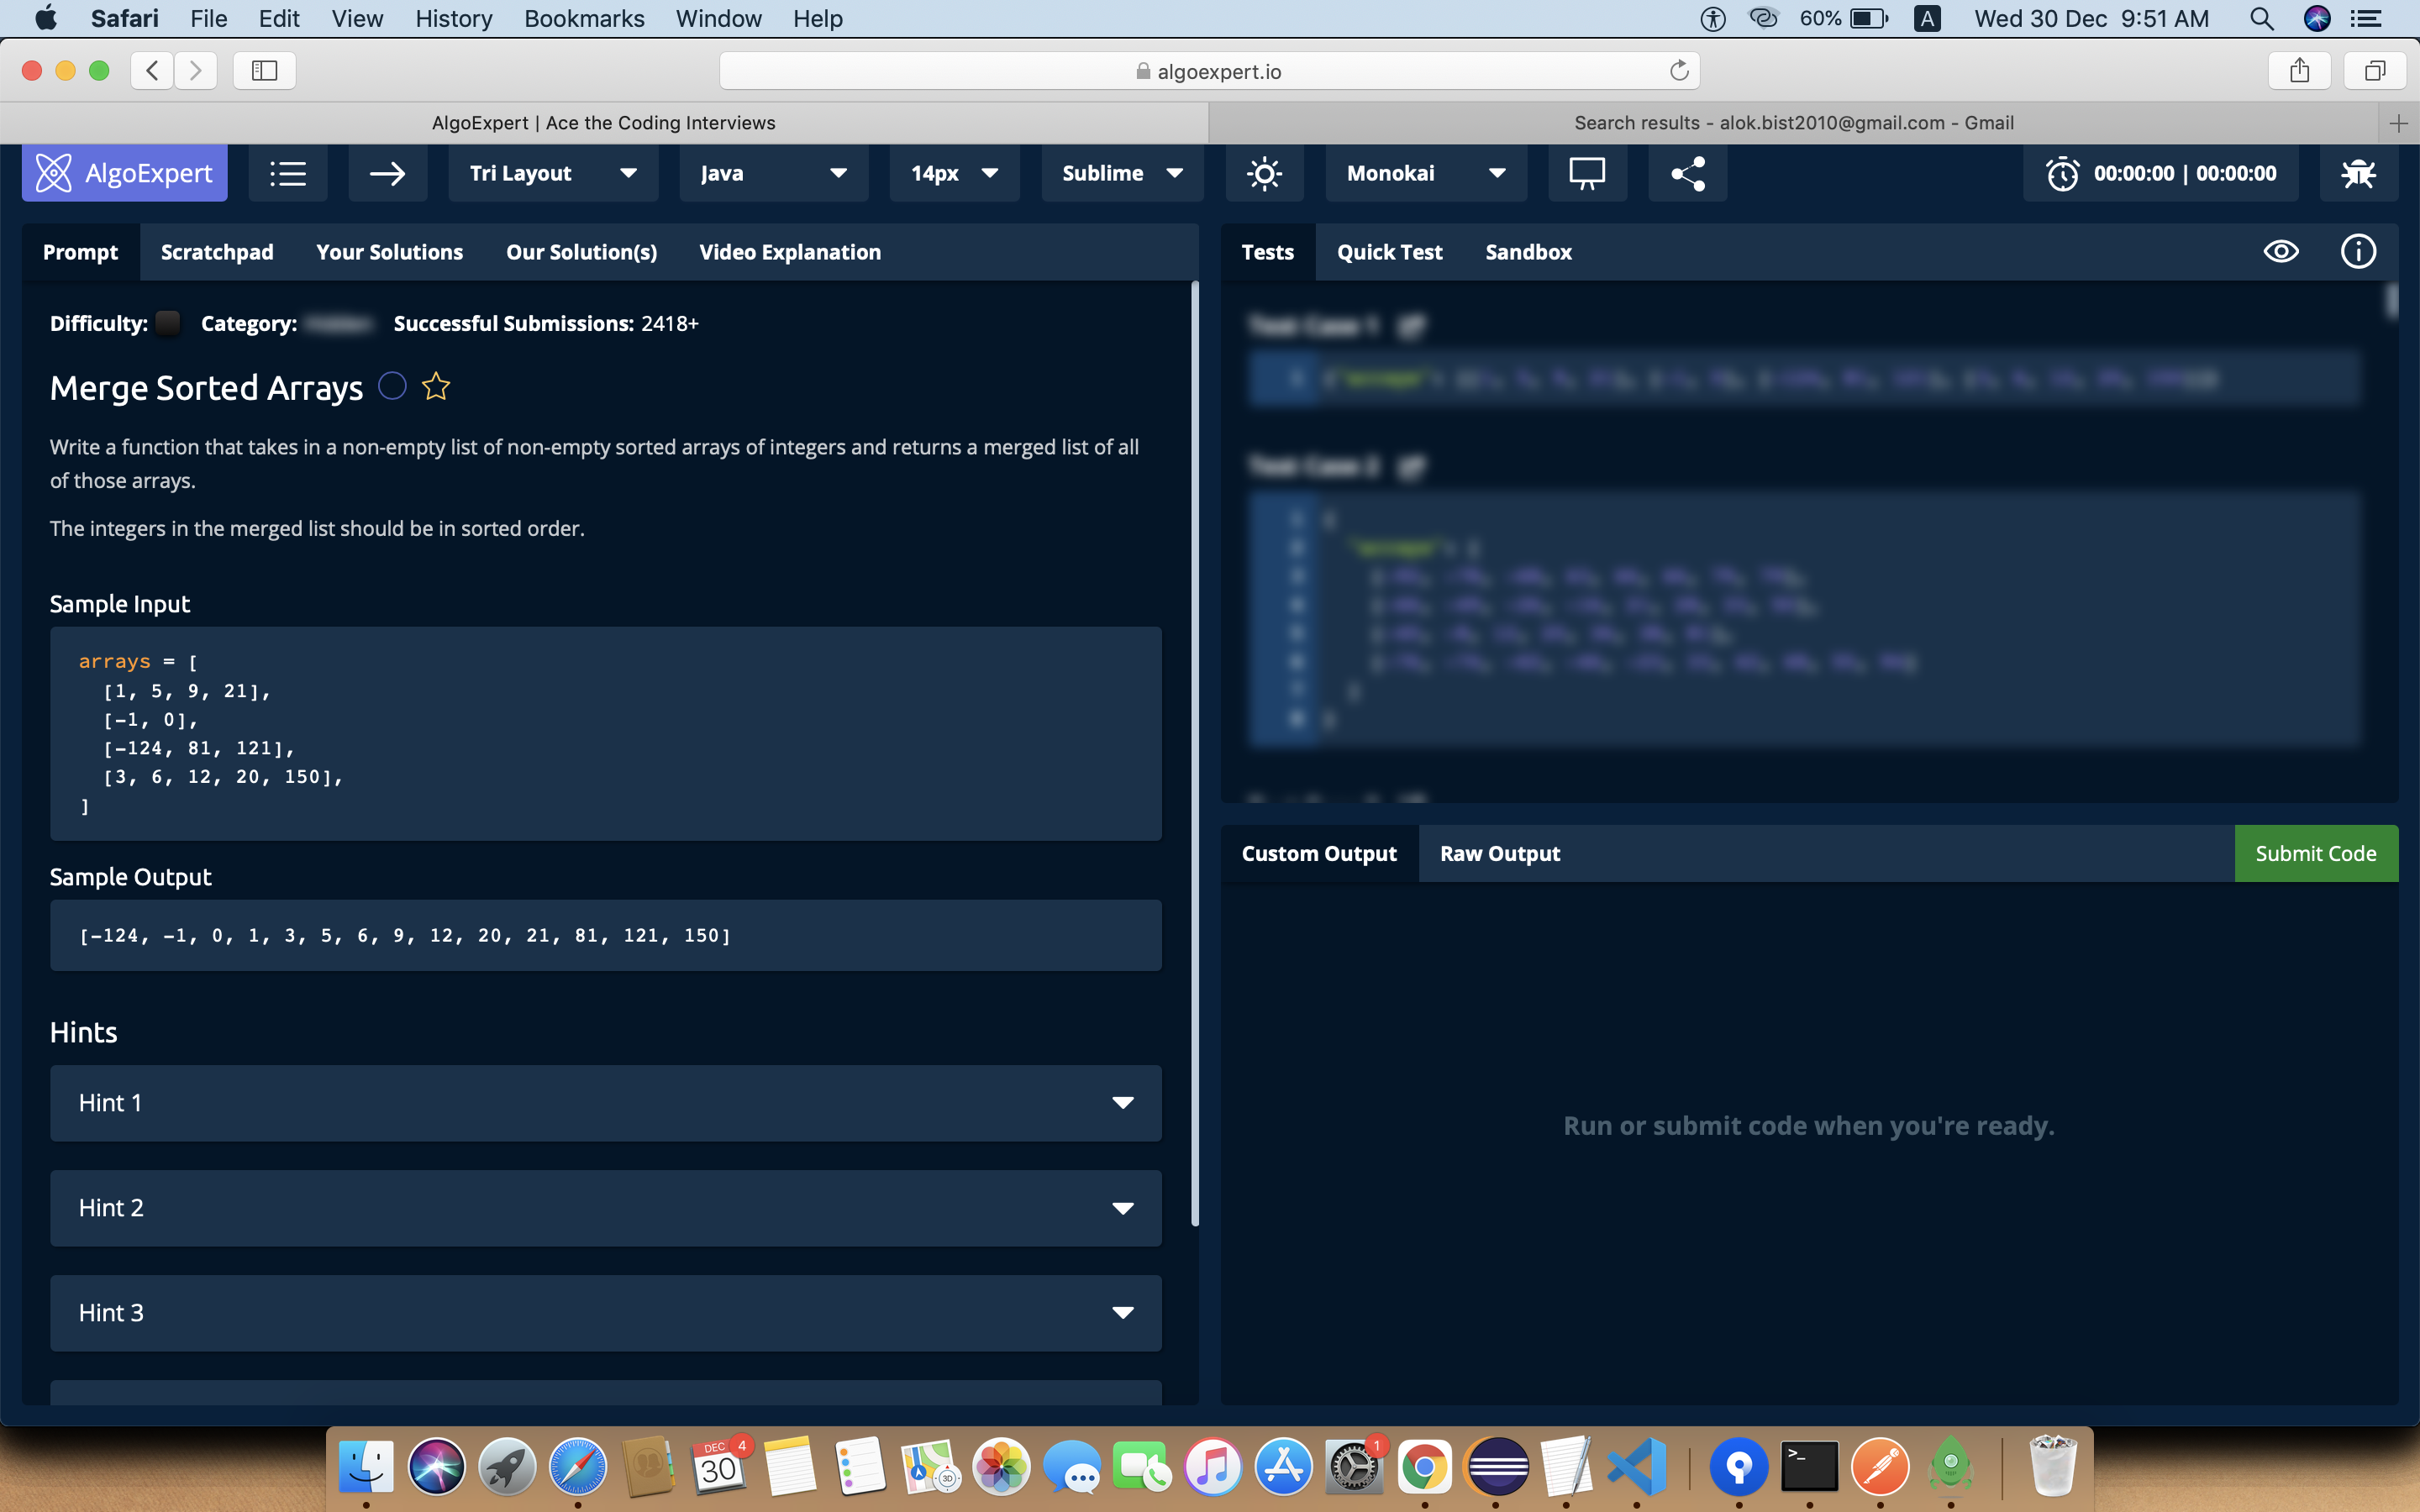 Safari File Edit View History Bookmarks Window Help 60% A Wed 30 Dec 9:51 AM
algoexpert.io
AlgoExpert | Ace the Coding Interviews
Search results - alok.bist2010@gmail.com - Gmail
AlgoExpert Tri Layout Java 14px Sublime Monokai 00:00:00 | 00:00:00
Prompt Scratchpad Your Solutions Our Solution(s) Video Explanation
Difficulty: Category: Successful Submissions: 2418+
Merge Sorted Arrays
Write a function that takes in a non-empty list of non-empty sorted arrays of integers and returns a merged list of all
of those arrays.
The integers in the merged list should be in sorted order.
Sample Input
arrays = [
[1, 5, 9, 21],
[-1, 0],
[-124, 81, 121],
[3, 6, 12, 20, 150],
]
Sample Output
[-124, -1, 0, 1, 3, 5, 6, 9, 12, 20, 21, 81, 121, 150]
Hints
Hint 1
Hint 2
Hint 3
Tests Quick Test Sandbox
Test Case 1
Test Case 2
Custom Output Raw Output Submit Code
Run or submit code when you're ready.
DEC 4
30
3D
1
>_